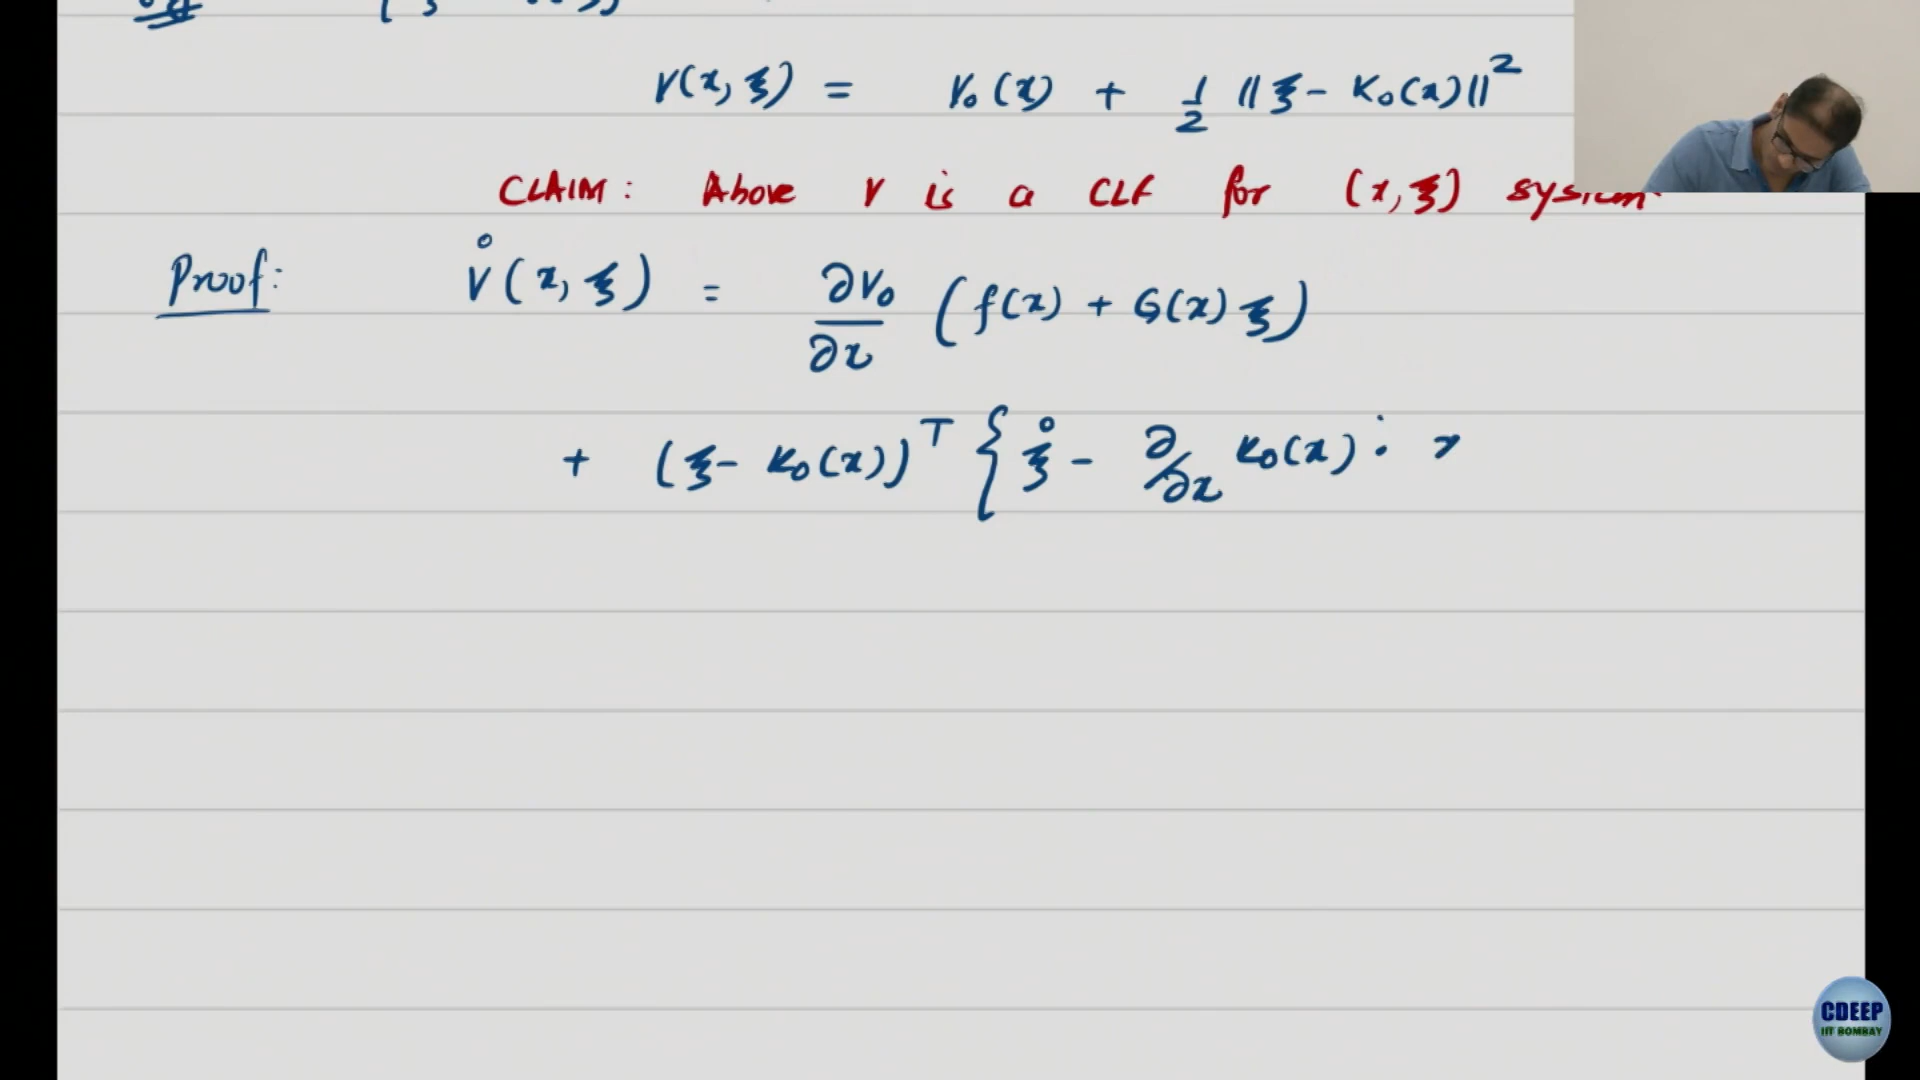 V(x, ξ) = V₀(x) + 1/2 ||ξ - K₀(x)||²
CLAIM: Above V is a CLF for (x, ξ) system.
Proof: V̇(x, ξ) = ∂V₀/∂x (f(x) + G(x) ξ)
+ (ξ - K₀(x))ᵀ { ξ̇ - ∂/∂x K₀(x) ·
CDEEP
IIT BOMBAY